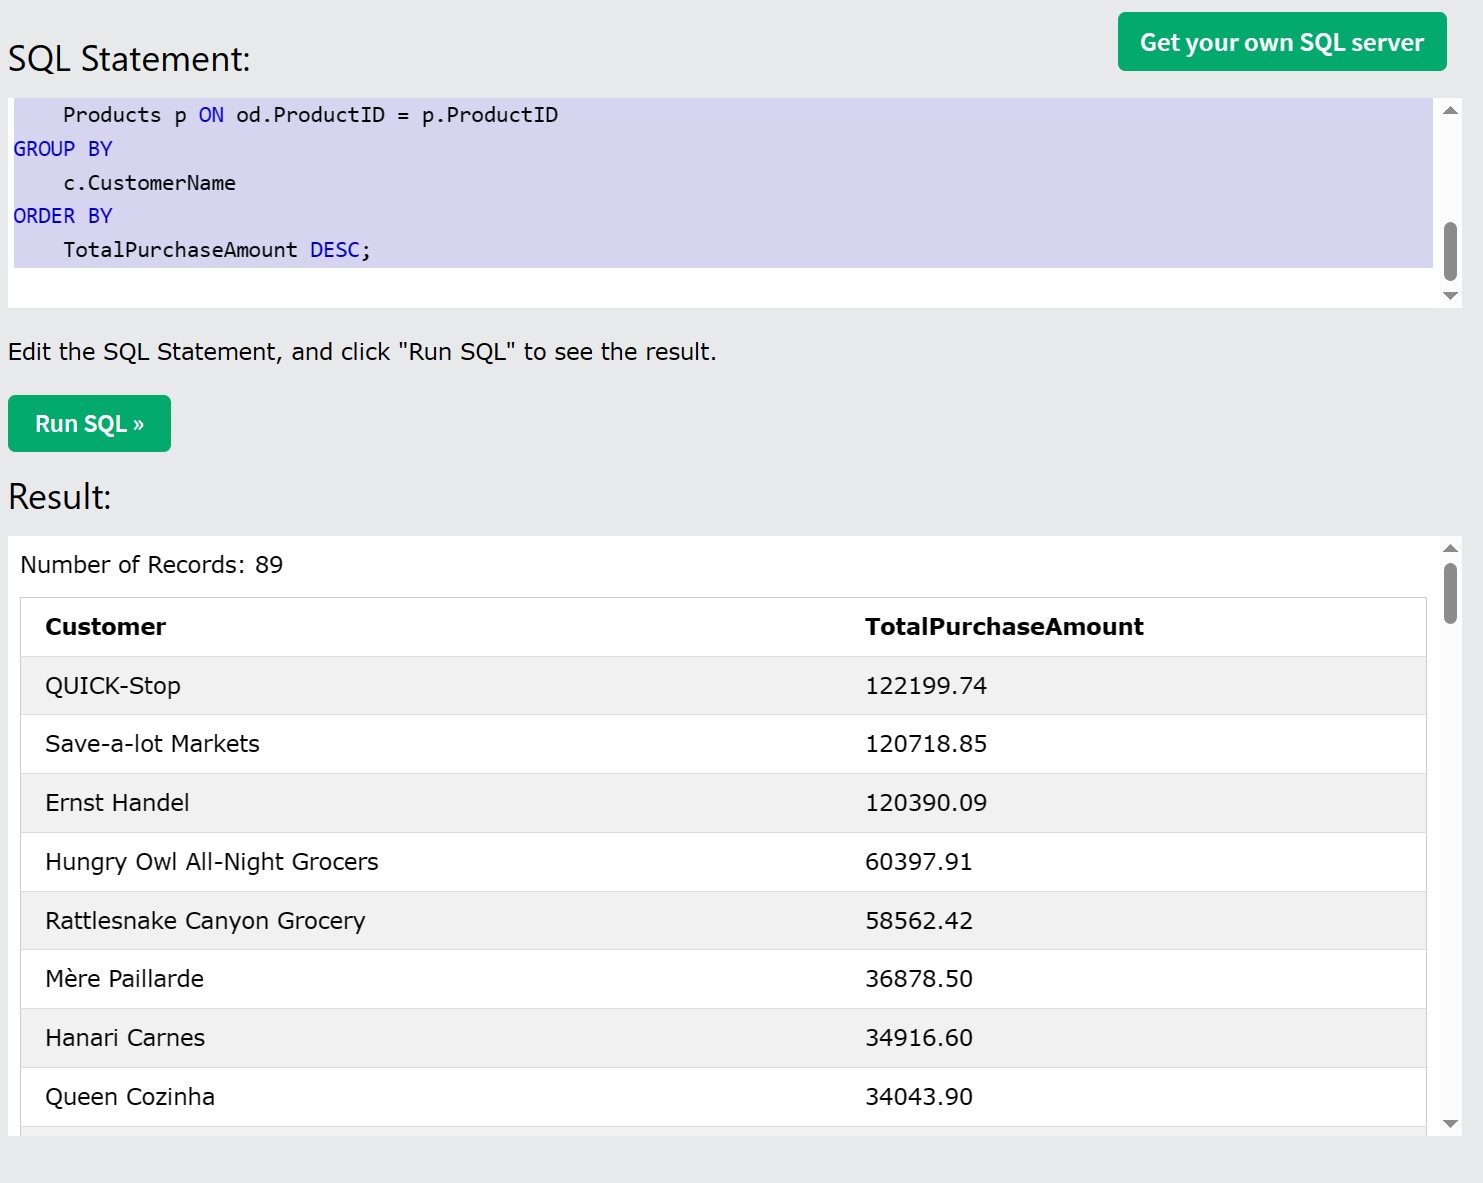 Get your own SQL server
SQL Statement:
Products p ON od.ProductID = p.ProductID
GROUP BY
c.CustomerName
ORDER BY
TotalPurchaseAmount DESC;
Edit the SQL Statement, and click "Run SQL" to see the result.
Run SQL »
Result:
Number of Records: 89
Customer TotalPurchaseAmount
QUICK-Stop 122199.74
Save-a-lot Markets 120718.85
Ernst Handel 120390.09
Hungry Owl All-Night Grocers 60397.91
Rattlesnake Canyon Grocery 58562.42
Mère Paillarde 36878.50
Hanari Carnes 34916.60
Queen Cozinha 34043.90